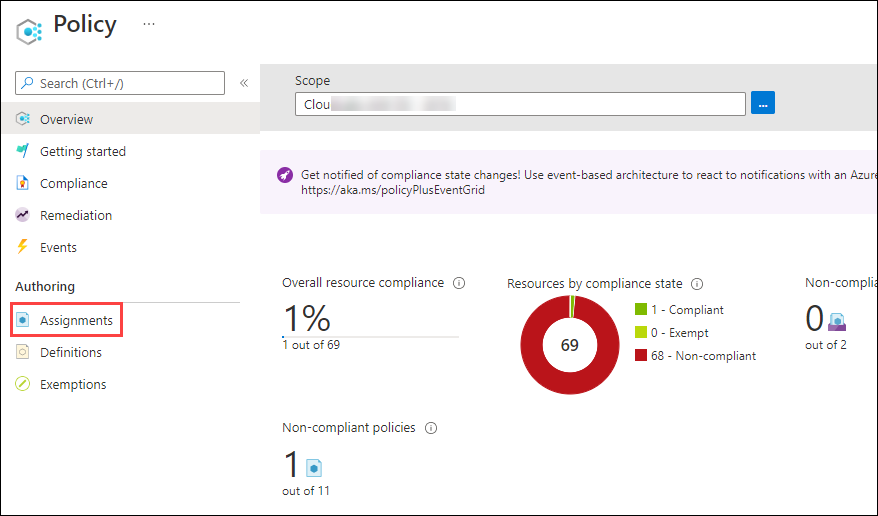 Policy
...
Search (Ctrl+/)
«
Overview
Getting started
Compliance
Remediation
Events
Authoring
Assignments
Definitions
Exemptions
Scope
Clou
...
Get notified of compliance state changes! Use event-based architecture to react to notifications with an Azure
https://aka.ms/policyPlusEventGrid
Overall resource compliance
1%
1 out of 69
Resources by compliance state
69
1 - Compliant
0 - Exempt
68 - Non-compliant
Non-complia
0
out of 2
Non-compliant policies
1
out of 11